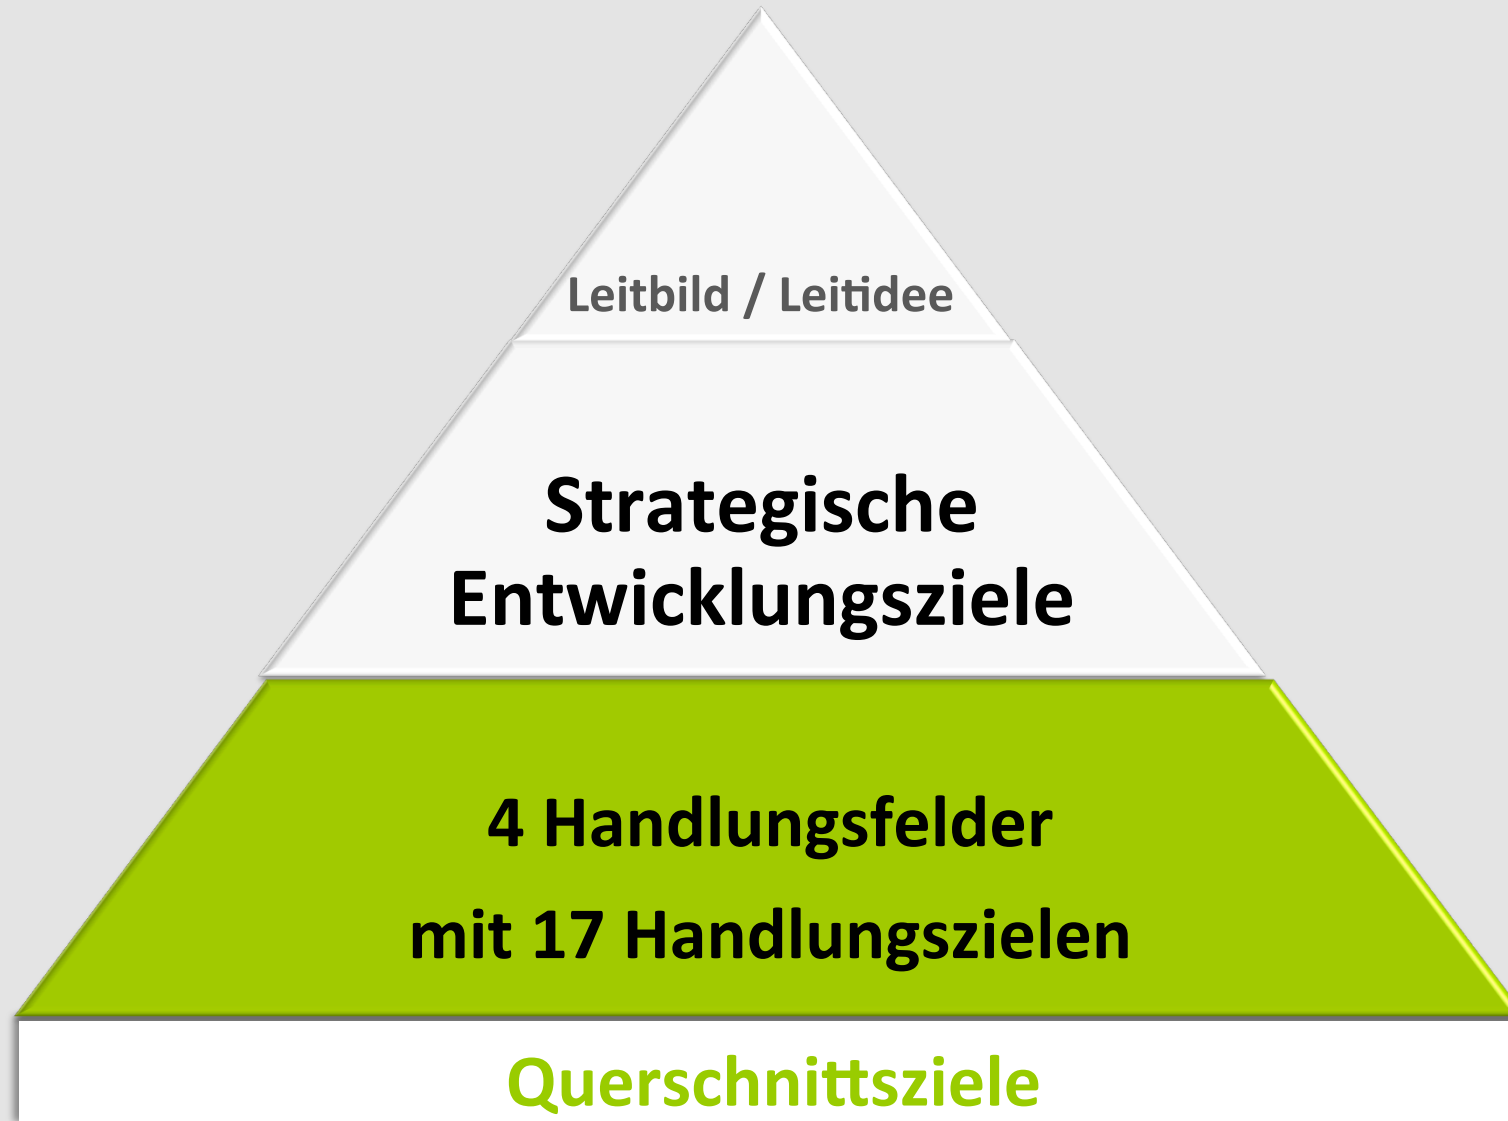 Leitbild / Leitidee
Strategische
Entwicklungsziele
4 Handlungsfelder
mit 17 Handlungszielen
Querschnittsziele